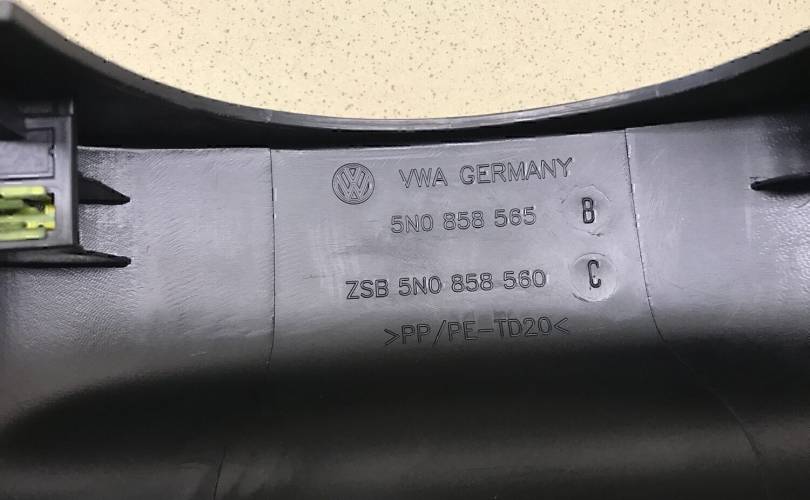 VWA GERMANY
5N0 858 565 B
ZSB 5N0 858 560 C
>PP/PE-TD20<